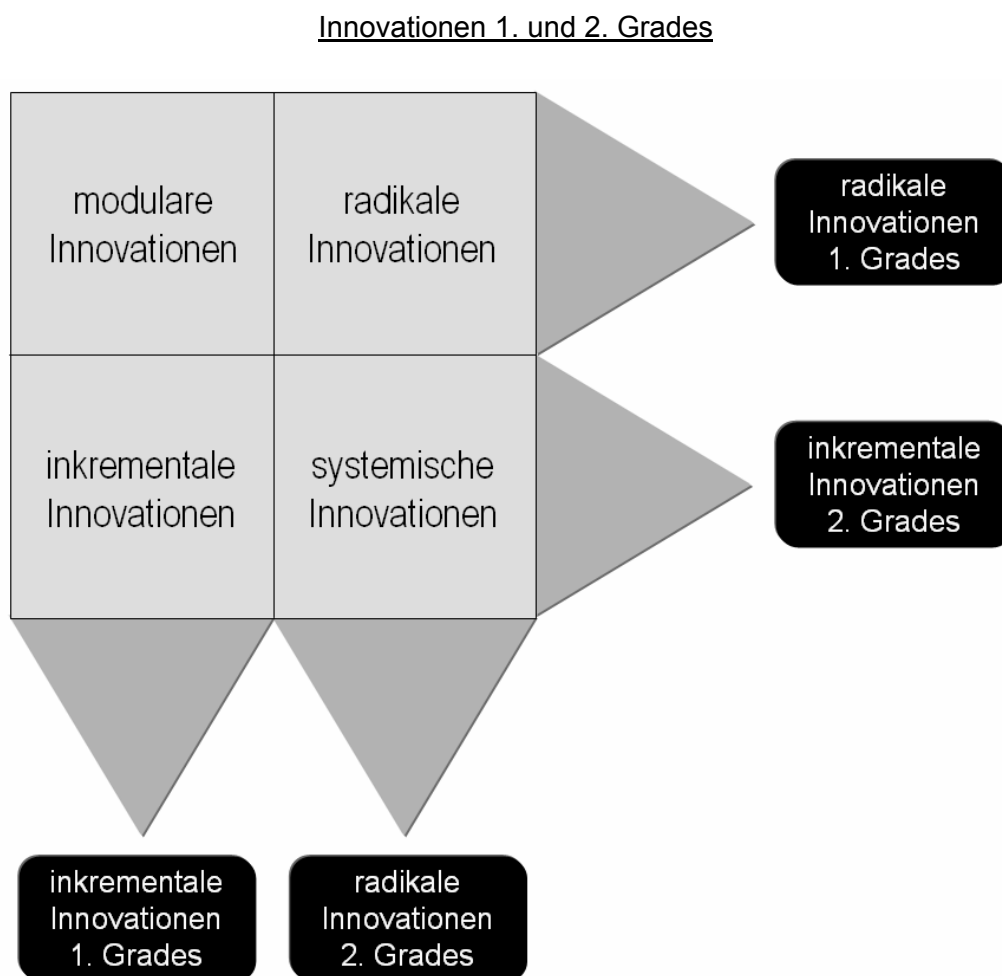 Innovationen 1. und 2. Grades
modulare
Innovationen
radikale
Innovationen
radikale
Innovationen
1. Grades
inkrementale
Innovationen
systemische
Innovationen
inkrementale
Innovationen
2. Grades
inkrementale
Innovationen
1. Grades
radikale
Innovationen
2. Grades